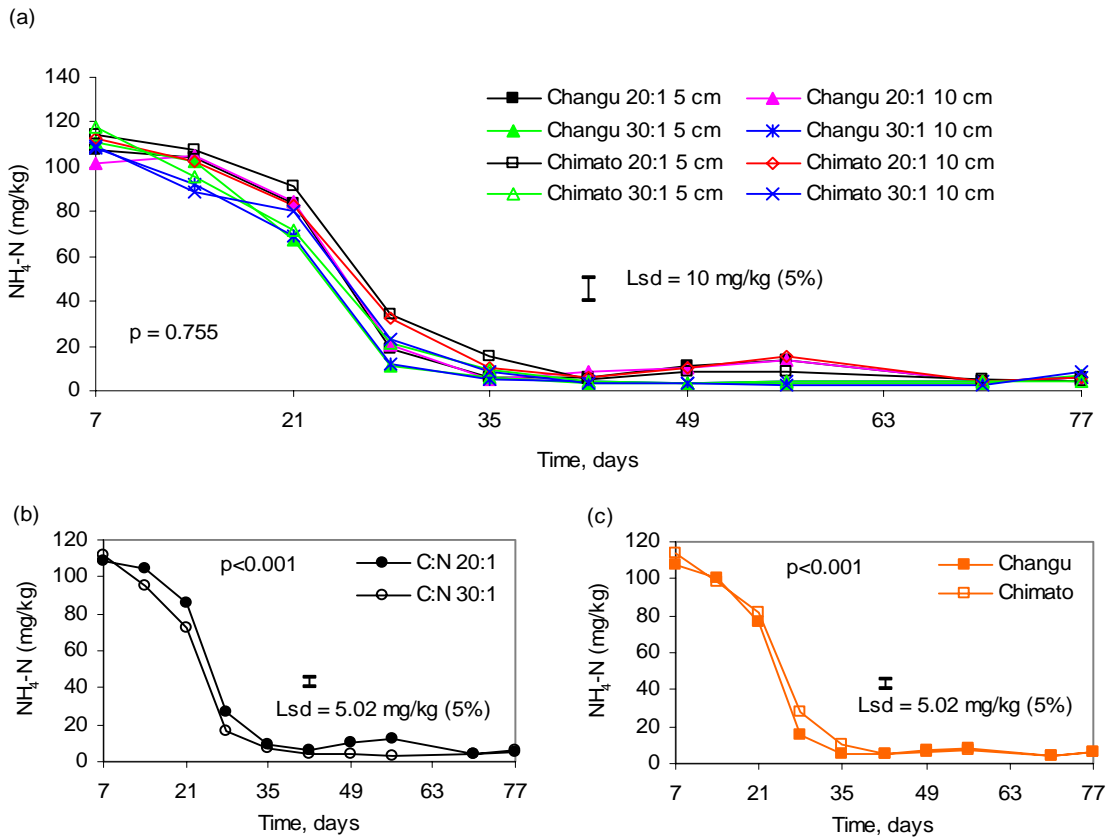 (a)
140
120
100
80
60
40
20
0
NH₄-N (mg/kg)
Changu 20:1 5 cm
Changu 20:1 10 cm
Changu 30:1 5 cm
Changu 30:1 10 cm
Chimato 20:1 5 cm
Chimato 20:1 10 cm
Chimato 30:1 5 cm
Chimato 30:1 10 cm
Lsd = 10 mg/kg (5%)
p = 0.755
7 21 35 49 63 77
Time, days
(b)
120
100
80
60
40
20
0
NH₄-N (mg/kg)
p<0.001
C:N 20:1
C:N 30:1
Lsd = 5.02 mg/kg (5%)
7 21 35 49 63 77
Time, days
(c)
120
100
80
60
40
20
0
NH₄-N (mg/kg)
p<0.001
Changu
Chimato
Lsd = 5.02 mg/kg (5%)
7 21 35 49 63 77
Time, days